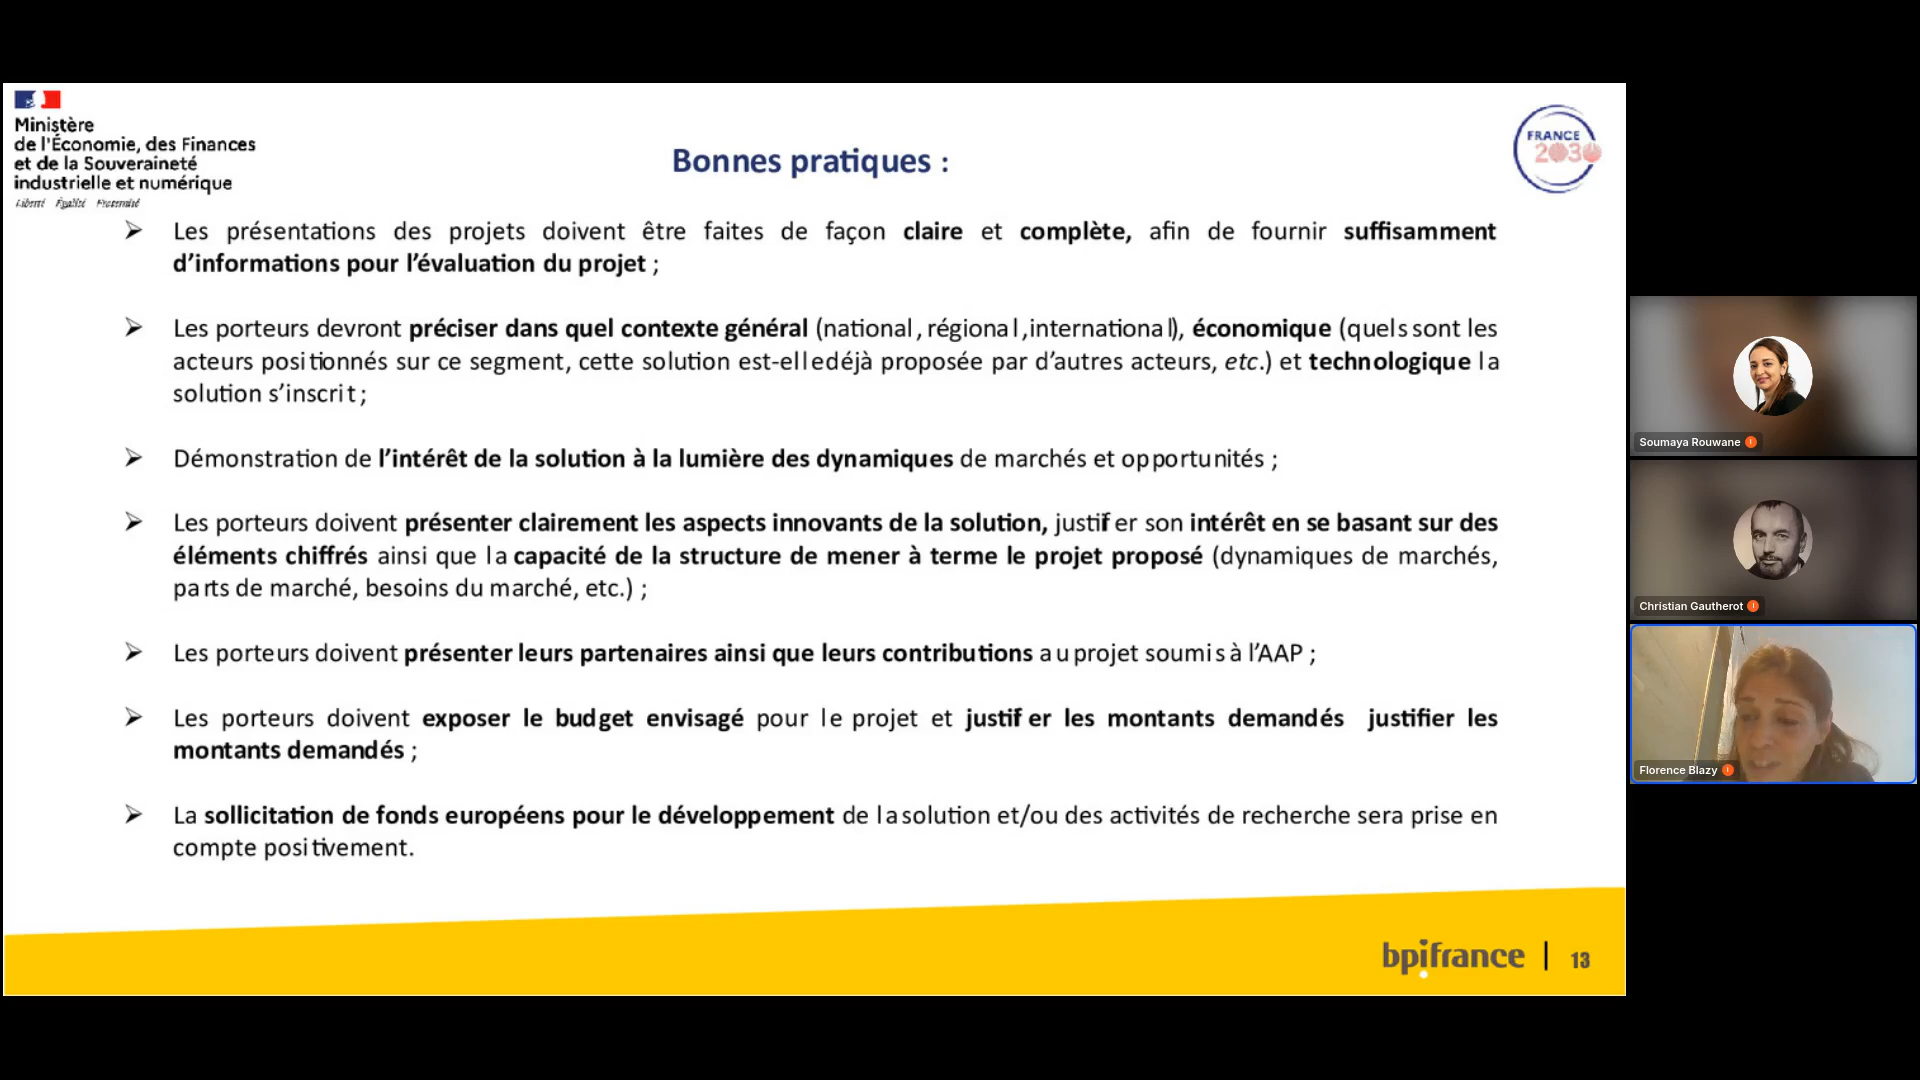 Ministère
de l'Économie, des Finances
et de la Souveraineté
industrielle et numérique
Liberté Égalité Fraternité
FRANCE
2030
Bonnes pratiques :
➢ Les présentations des projets doivent être faites de façon claire et complète, afin de fournir suffisamment
d’informations pour l’évaluation du projet ;
➢ Les porteurs devront préciser dans quel contexte général (national, régional, international), économique (quels sont les
acteurs positionnés sur ce segment, cette solution est-elle déjà proposée par d’autres acteurs, etc.) et technologique la
solution s’inscrit ;
➢ Démonstration de l’intérêt de la solution à la lumière des dynamiques de marchés et opportunités ;
➢ Les porteurs doivent présenter clairement les aspects innovants de la solution, justifier son intérêt en se basant sur des
éléments chiffrés ainsi que la capacité de la structure de mener à terme le projet proposé (dynamiques de marchés,
parts de marché, besoins du marché, etc.) ;
➢ Les porteurs doivent présenter leurs partenaires ainsi que leurs contributions au projet soumis à l’AAP ;
➢ Les porteurs doivent exposer le budget envisagé pour le projet et justifier les montants demandés justifier les
montants demandés ;
➢ La sollicitation de fonds européens pour le développement de la solution et/ou des activités de recherche sera prise en
compte positivement.
bpifrance | 13
Soumaya Rouwane
Christian Gautherot
Florence Blazy